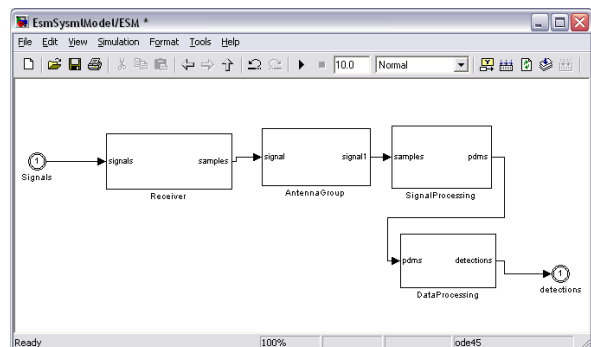 EsmSysmlModel/ESM *
File Edit View Simulation Format Tools Help
10.0 Normal
1
Signals
signals samples
Receiver
signal signal1
AntennaGroup
samples pdms
SignalProcessing
pdms detections
DataProcessing
1
detections
Ready 100% ode45